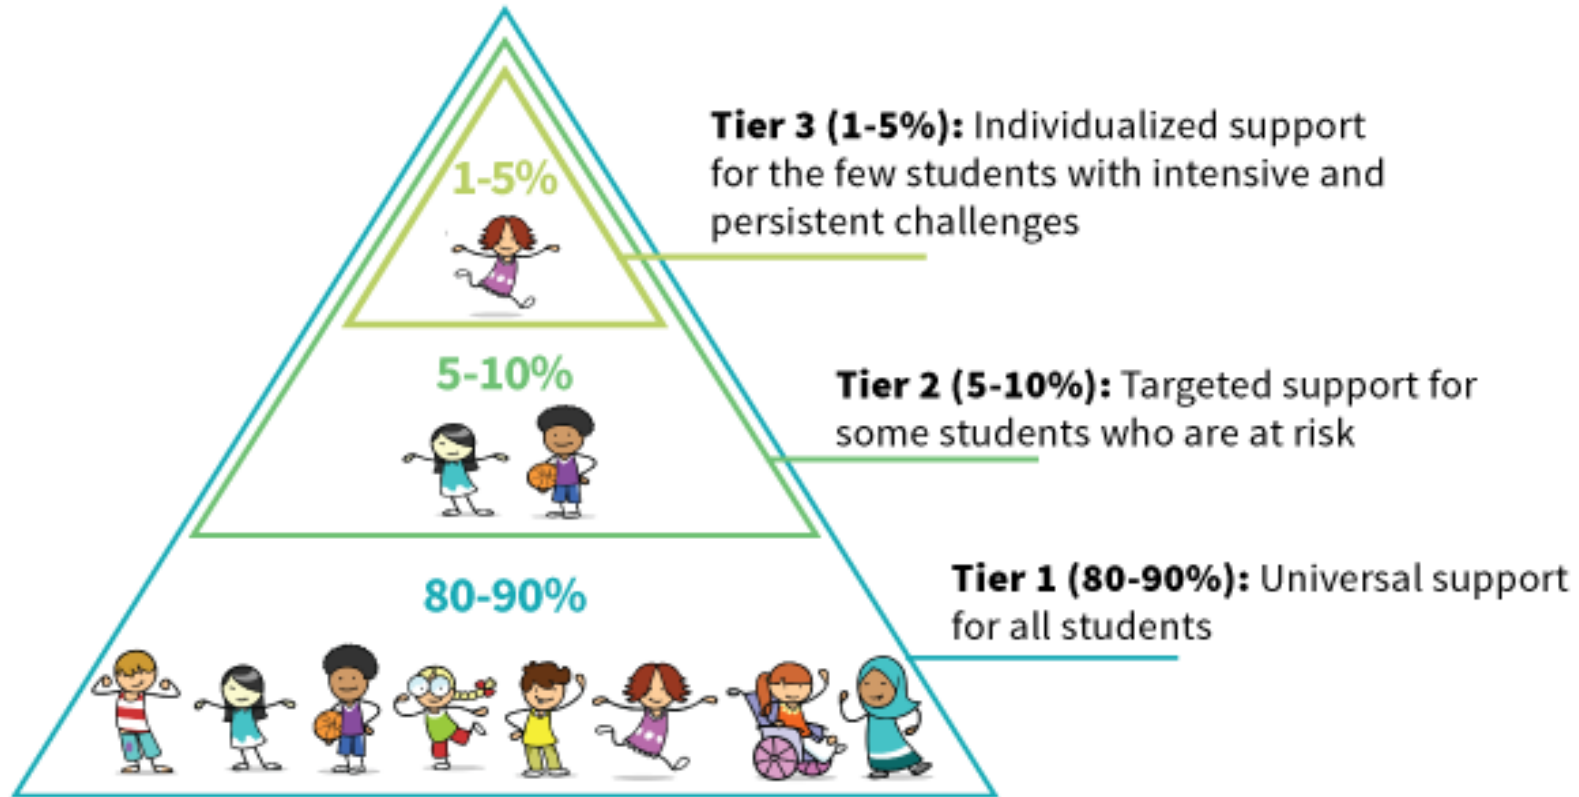 1-5%
Tier 3 (1-5%): Individualized support
for the few students with intensive and
persistent challenges
5-10%
Tier 2 (5-10%): Targeted support for
some students who are at risk
80-90%
Tier 1 (80-90%): Universal support
for all students